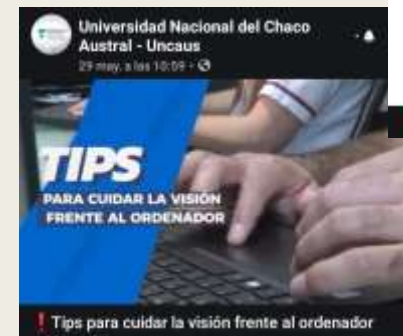 Universidad Nacional del Chaco
Austral - Uncaus
29 may. a las 10:59
TIPS
PARA CUIDAR LA VISIÓN
FRENTE AL ORDENADOR
❗ Tips para cuidar la visión frente al ordenador